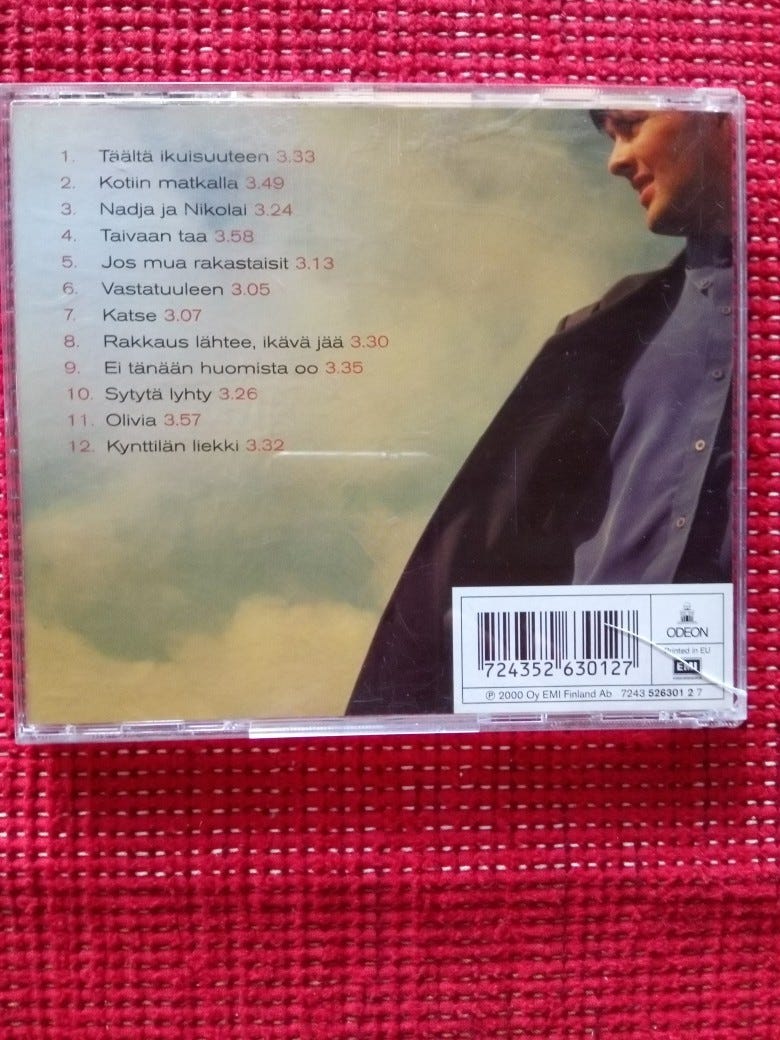 1. Täältä ikuisuuteen 3.33
2. Kotiin matkalla 3.49
3. Nadja ja Nikolai 3.24
4. Taivaan taa 3.58
5. Jos mua rakastaisit 3.13
6. Vastatuuleen 3.05
7. Katse 3.07
8. Rakkaus lähtee, ikävä jää 3.30
9. Ei tänään huomista oo 3.35
10. Sytytä lyhty 3.26
11. Olivia 3.57
12. Kynttilän liekki 3.32
ODEON
Printed in EU
EMI
7 24352 63012 7
℗ 2000 Oy EMI Finland Ab 7243 526301 2 7